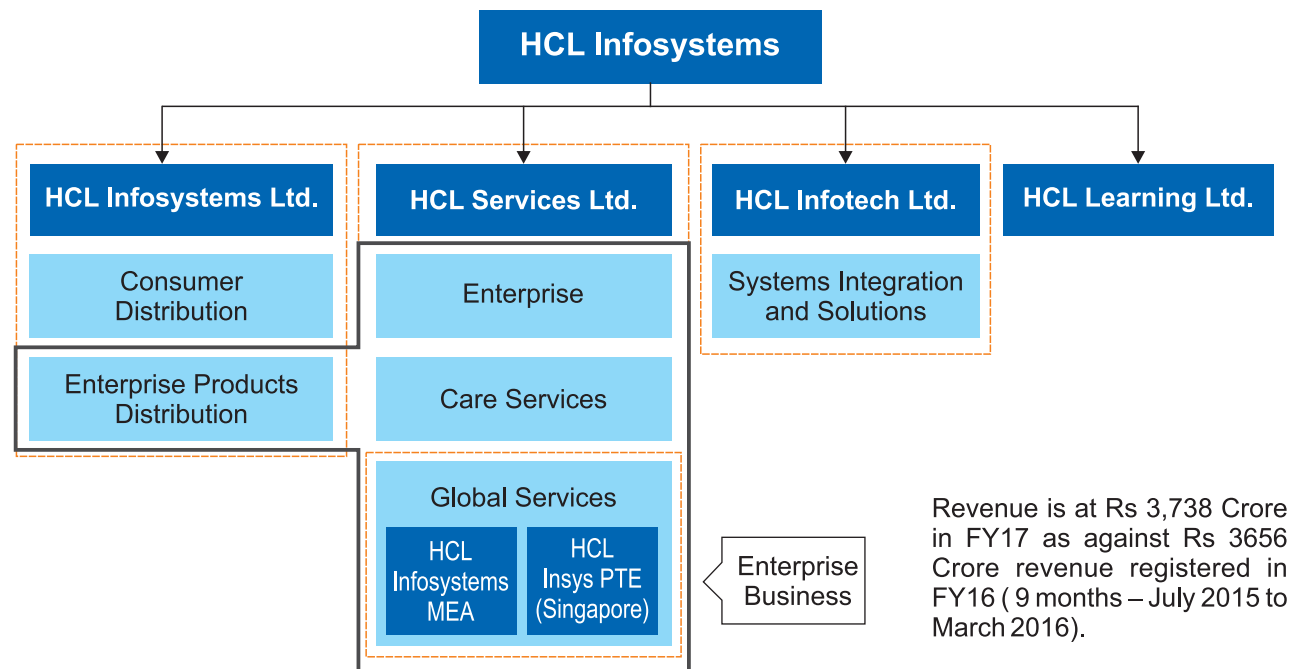 HCL Infosystems
HCL Infosystems Ltd.
Consumer
Distribution
Enterprise Products
Distribution
HCL Services Ltd.
Enterprise
Care Services
Global Services
HCL
Infosystems
MEA
HCL
Insys PTE
(Singapore)
HCL Infotech Ltd.
Systems Integration
and Solutions
HCL Learning Ltd.
Enterprise
Business
Revenue is at Rs 3,738 Crore
in FY17 as against Rs 3656
Crore revenue registered in
FY16 ( 9 months – July 2015 to
March 2016).